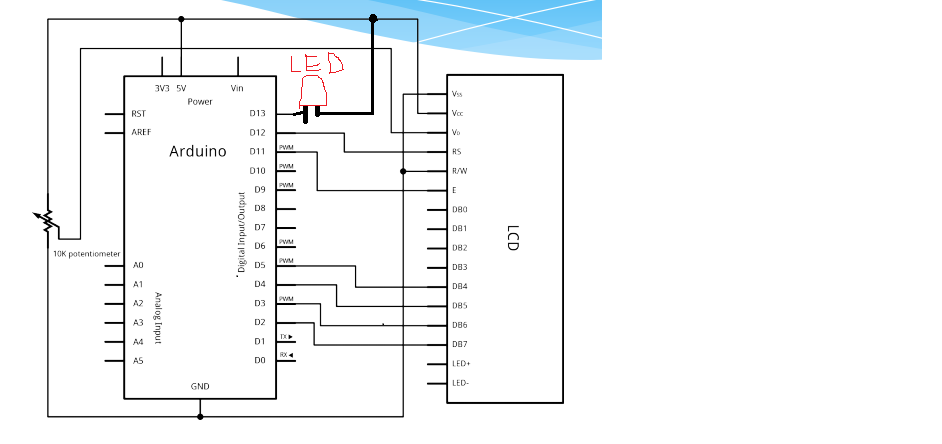 LED
3V3 5V Vin
Power
RST
AREF
Arduino
D13
D12
D11 PWM
D10 PWM
D9 PWM
D8
D7
D6 PWM
D5 PWM
D4
D3 PWM
D2
D1 TX
D0 RX
Digital Input/Output
10K potentiometer
A0
A1
A2
A3
A4
A5
Analog Input
GND
Vss
Vcc
V₀
RS
R/W
E
DB0
DB1
DB2
DB3
DB4
DB5
DB6
DB7
LED+
LED-
LCD